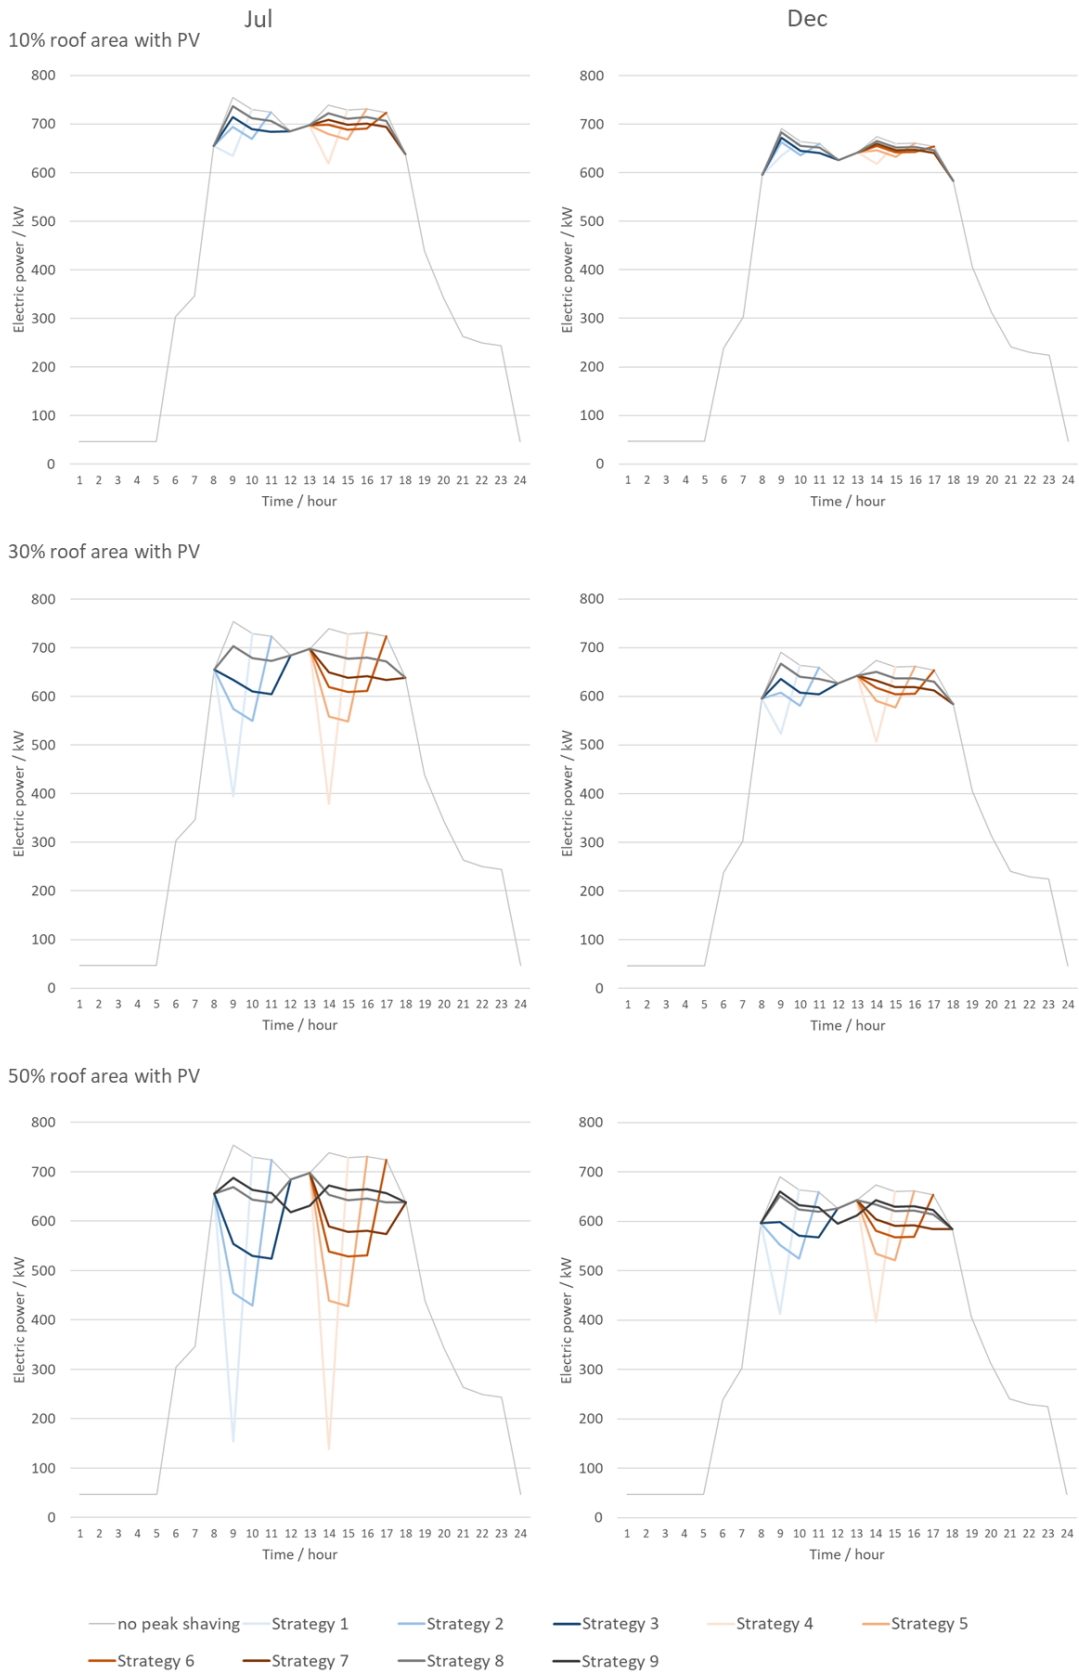 Jul
Dec
10% roof area with PV
Electric power / kW
800
700
600
500
400
300
200
100
0
1 2 3 4 5 6 7 8 9 10 11 12 13 14 15 16 17 18 19 20 21 22 23 24
Time / hour
Electric power / kW
800
700
600
500
400
300
200
100
0
1 2 3 4 5 6 7 8 9 10 11 12 13 14 15 16 17 18 19 20 21 22 23 24
Time / hour
30% roof area with PV
Electric power / kW
800
700
600
500
400
300
200
100
0
1 2 3 4 5 6 7 8 9 10 11 12 13 14 15 16 17 18 19 20 21 22 23 24
Time / hour
Electric power / kW
800
700
600
500
400
300
200
100
0
1 2 3 4 5 6 7 8 9 10 11 12 13 14 15 16 17 18 19 20 21 22 23 24
Time / hour
50% roof area with PV
Electric power / kW
800
700
600
500
400
300
200
100
0
1 2 3 4 5 6 7 8 9 10 11 12 13 14 15 16 17 18 19 20 21 22 23 24
Time / hour
Electric power / kW
800
700
600
500
400
300
200
100
0
1 2 3 4 5 6 7 8 9 10 11 12 13 14 15 16 17 18 19 20 21 22 23 24
Time / hour
no peak shaving Strategy 1 Strategy 2 Strategy 3 Strategy 4 Strategy 5
Strategy 6 Strategy 7 Strategy 8 Strategy 9